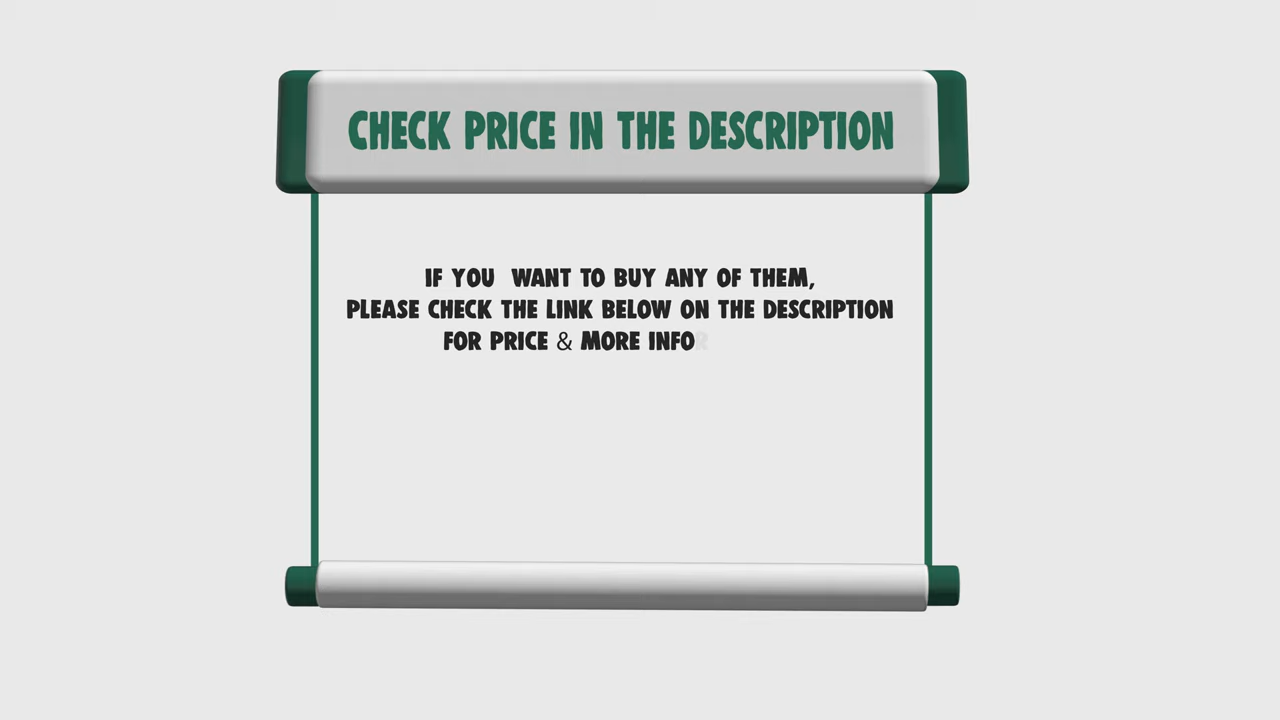 CHECK PRICE IN THE DESCRIPTION
IF YOU WANT TO BUY ANY OF THEM,
PLEASE CHECK THE LINK BELOW ON THE DESCRIPTION
FOR PRICE & MORE INFOR